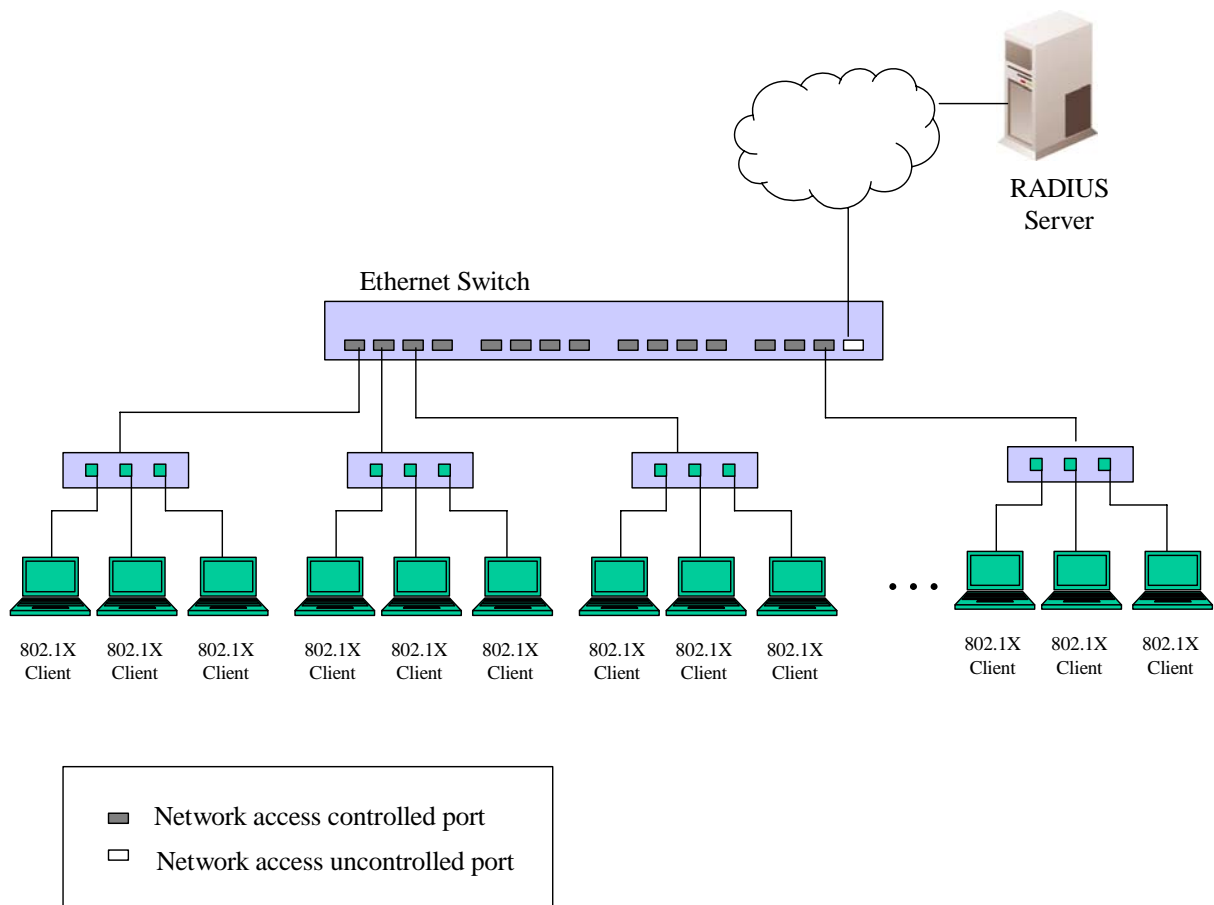 RADIUS
Server
Ethernet Switch
802.1X
Client
802.1X
Client
802.1X
Client
802.1X
Client
802.1X
Client
802.1X
Client
802.1X
Client
802.1X
Client
802.1X
Client
...
802.1X
Client
802.1X
Client
802.1X
Client
Network access controlled port
Network access uncontrolled port